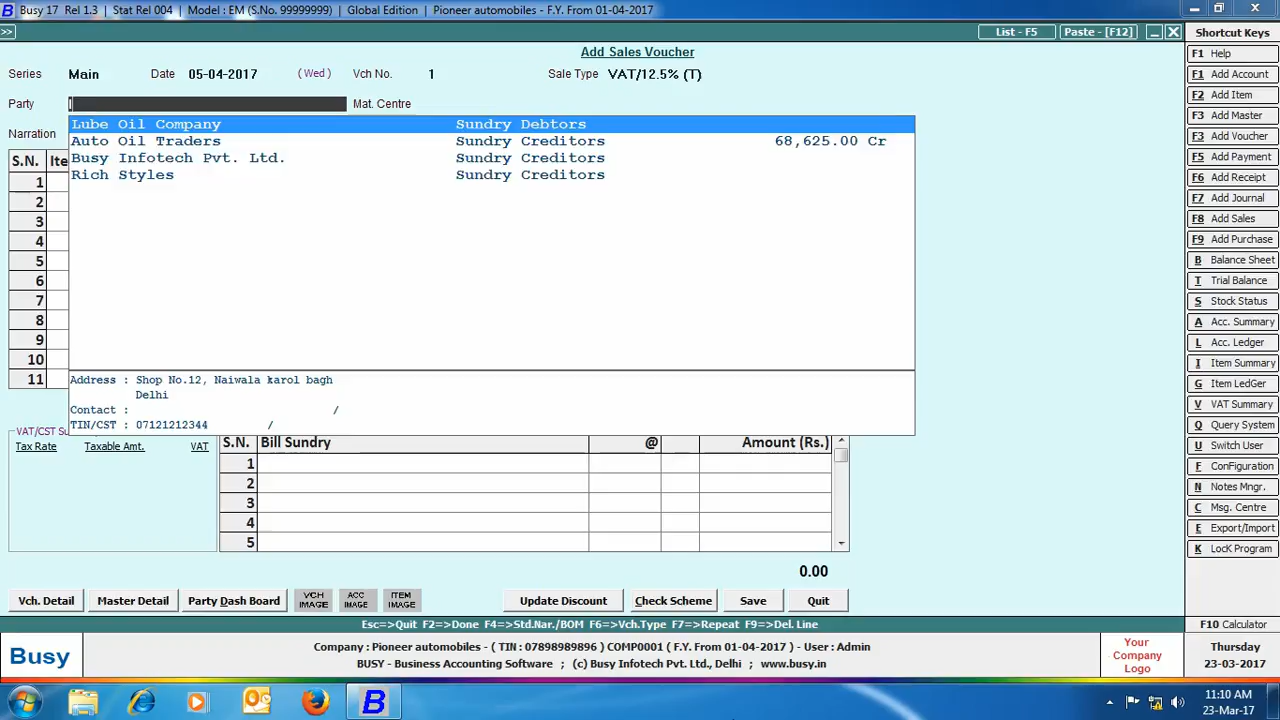 Busy 17 Rel 1.3 | Stat Rel 004 | Model : EM (S.No. 99999999) | Global Edition | Pioneer automobiles - F.Y. From 01-04-2017
>> List - F5 Paste - [F12] Shortcut Keys
Add Sales Voucher
F1 Help
Series Main Date 05-04-2017 (Wed) Vch No. 1 Sale Type VAT/12.5% (T)
F1 Add Account
F2 Add Item
Party Mat. Centre
F3 Add Master
Lube Oil Company Sundry Debtors
Narration
F3 Add Voucher
Auto Oil Traders Sundry Creditors 68,625.00 Cr
S.N. Ite
Busy Infotech Pvt. Ltd. Sundry Creditors
F5 Add Payment
Rich Styles Sundry Creditors
F6 Add Receipt
1
2
F7 Add Journal
3
F8 Add Sales
4
F9 Add Purchase
5
B Balance Sheet
6
T Trial Balance
7
S Stock Status
8
A Acc. Summary
9
L Acc. Ledger
10
I Item Summary
11
G Item LedGer
Address : Shop No.12, Naiwala karol bagh
Delhi
V VAT Summary
Contact : /
TIN/CST : 07121212344 /
Q Query System
VAT/CST Su
Tax Rate Taxable Amt. VAT
S.N. Bill Sundry @ Amount (Rs.)
U Switch User
1
F ConFiguration
2
N Notes Mngr.
3
C Msg. Centre
4
E Export/Import
5
K LocK Program
0.00
Vch. Detail Master Detail Party Dash Board VCH IMAGE ACC IMAGE ITEM IMAGE Update Discount Check Scheme Save Quit
Esc=>Quit F2=>Done F4=>Std.Nar./BOM F6=>Vch.Type F7=>Repeat F9=>Del. Line
F10 Calculator
Busy
Company : Pioneer automobiles - ( TIN : 07898989896 ) COMP0001 ( F.Y. From 01-04-2017 ) - User : Admin
BUSY - Business Accounting Software ; (c) Busy Infotech Pvt. Ltd., Delhi ; www.busy.in
Your
Company
Logo
Thursday
23-03-2017
B
11:10 AM
23-Mar-17